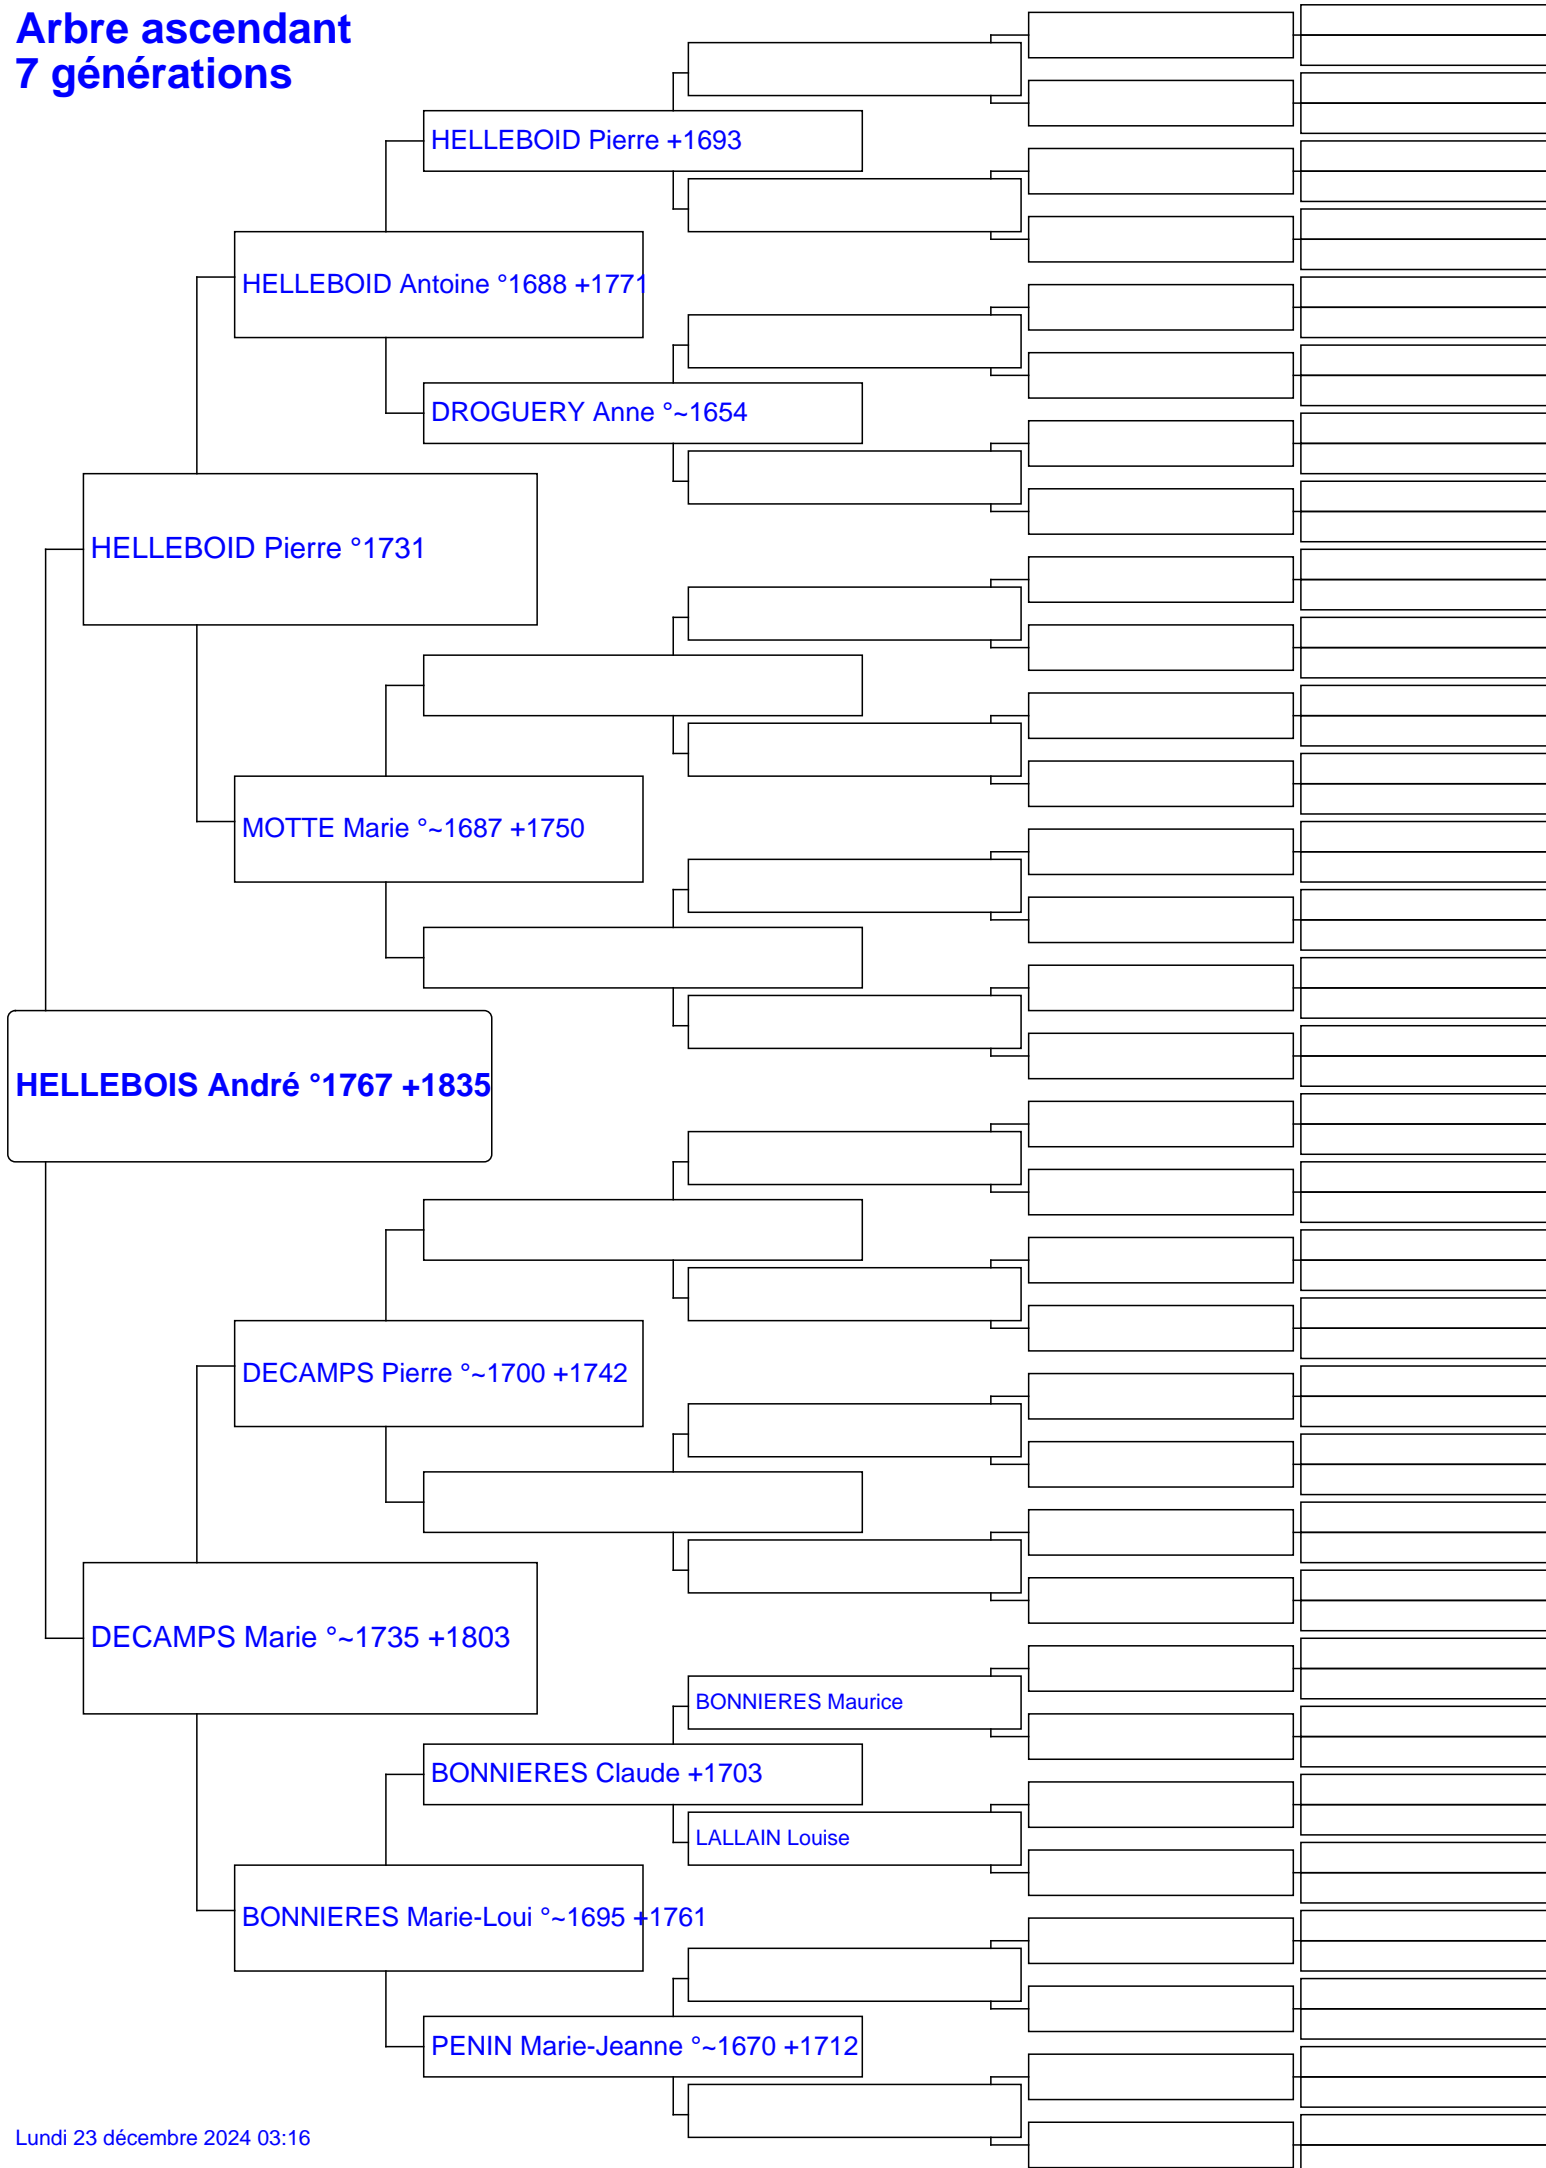 Arbre ascendant
7 générations
HELLEBOID Pierre +1693
HELLEBOID Antoine °1688 +1771
DROGUERY Anne °~1654
HELLEBOID Pierre °1731
MOTTE Marie °~1687 +1750
HELLEBOIS André °1767 +1835
DECAMPS Pierre °~1700 +1742
DECAMPS Marie °~1735 +1803
BONNIERES Maurice
BONNIERES Claude +1703
LALLAIN Louise
BONNIERES Marie-Loui °~1695 +1761
PENIN Marie-Jeanne °~1670 +1712
Lundi 23 décembre 2024 03:16